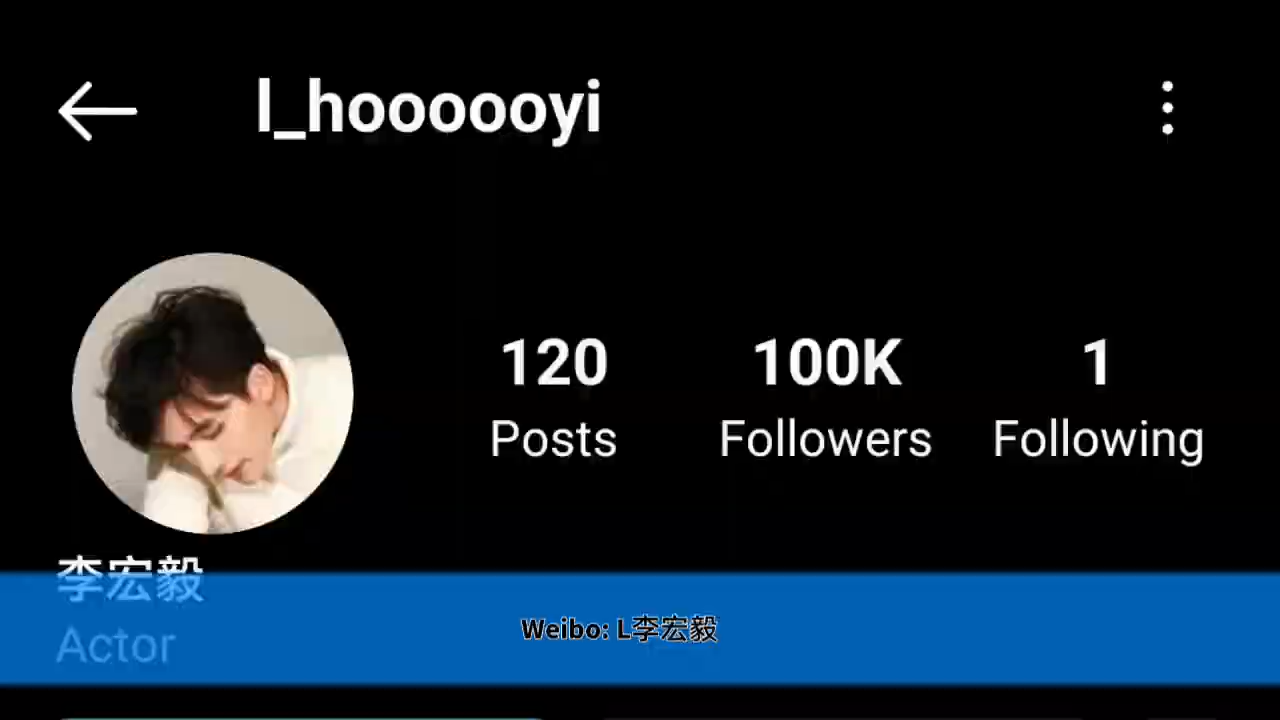 l_hoooooyi
120 100K 1
Posts Followers Following
李宏毅
Actor
Weibo: L李宏毅